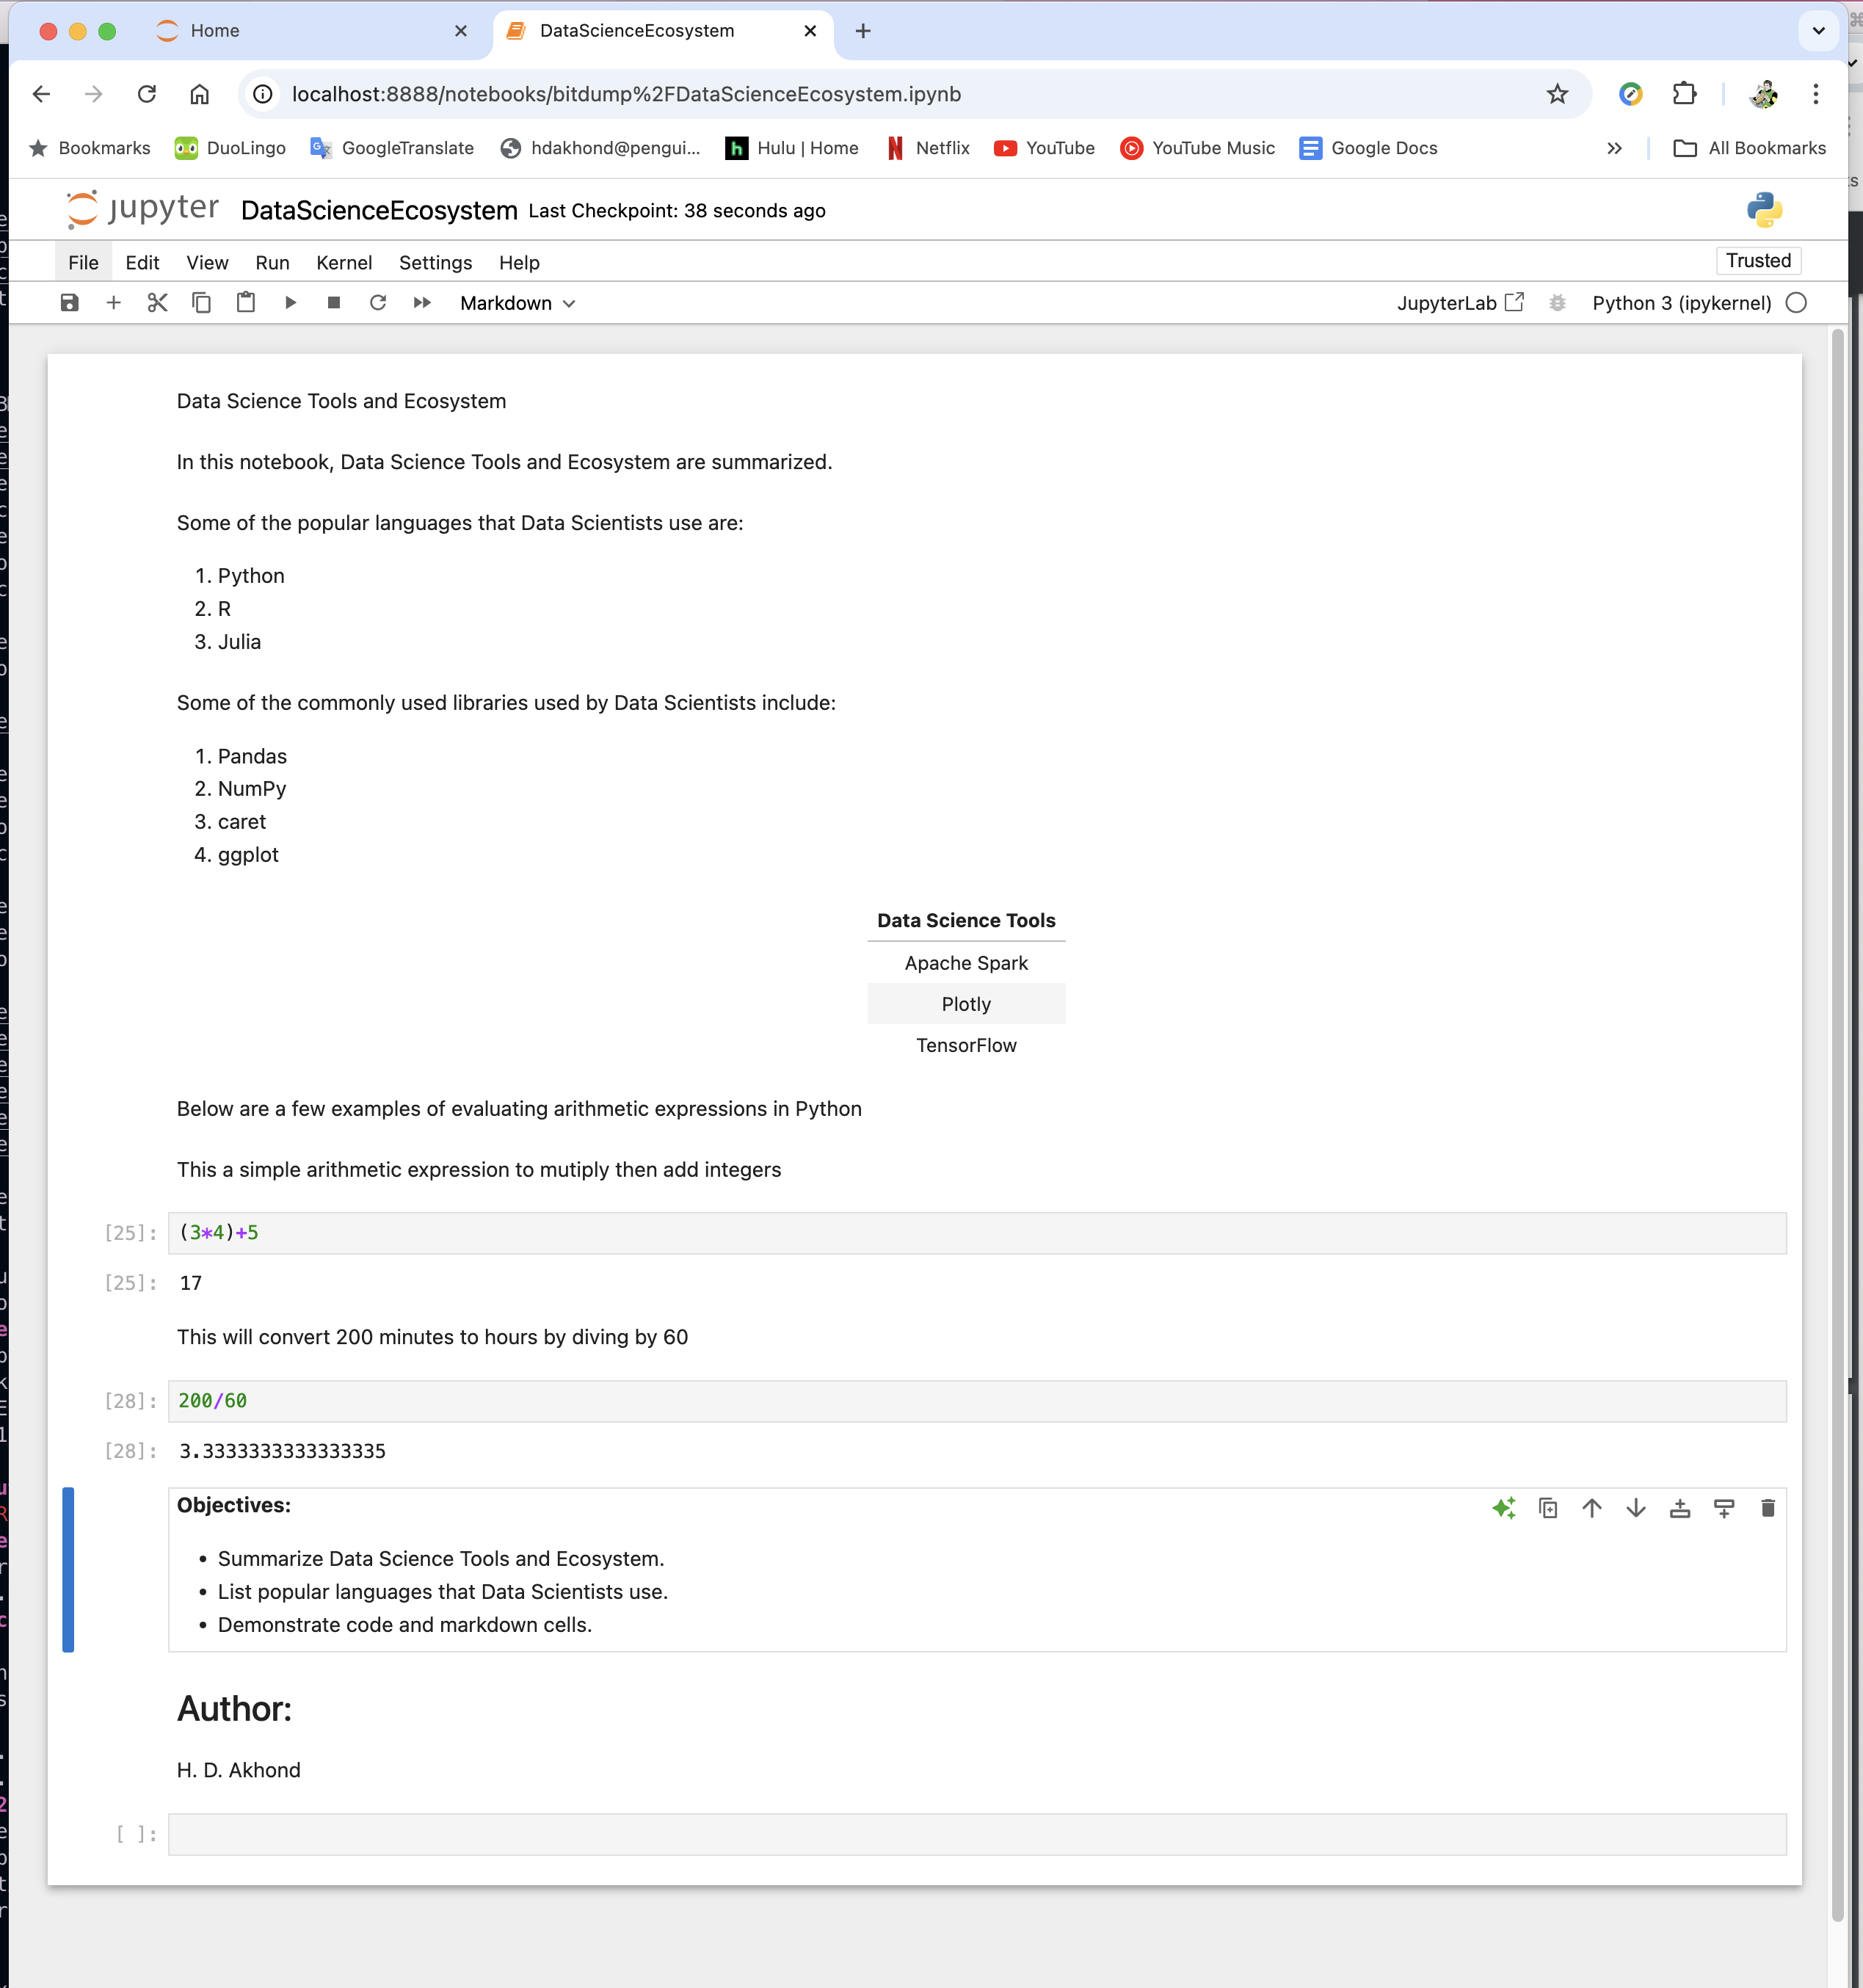 Home
DataScienceEcosystem
localhost:8888/notebooks/bitdump%2FDataScienceEcosystem.ipynb
Bookmarks DuoLingo GoogleTranslate hdakhond@pengui... Hulu | Home Netflix YouTube YouTube Music Google Docs All Bookmarks
jupyter DataScienceEcosystem Last Checkpoint: 38 seconds ago
File Edit View Run Kernel Settings Help Trusted
Markdown JupyterLab Python 3 (ipykernel)
Data Science Tools and Ecosystem
In this notebook, Data Science Tools and Ecosystem are summarized.
Some of the popular languages that Data Scientists use are:
1. Python
2. R
3. Julia
Some of the commonly used libraries used by Data Scientists include:
1. Pandas
2. NumPy
3. caret
4. ggplot
Data Science Tools
Apache Spark
Plotly
TensorFlow
Below are a few examples of evaluating arithmetic expressions in Python
This a simple arithmetic expression to mutiply then add integers
[25]: (3*4)+5
[25]: 17
This will convert 200 minutes to hours by diving by 60
[28]: 200/60
[28]: 3.3333333333333335
Objectives:
• Summarize Data Science Tools and Ecosystem.
• List popular languages that Data Scientists use.
• Demonstrate code and markdown cells.
Author:
H. D. Akhond
[ ]: